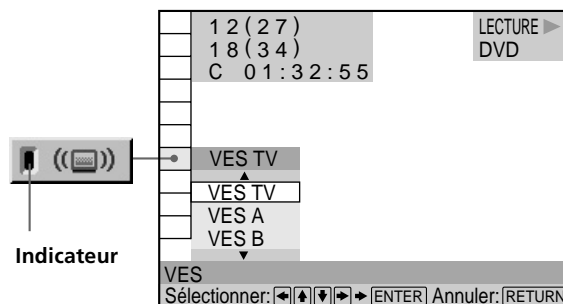 12(27)
18(34)
C 01:32:55
LECTURE
DVD
VES TV
VES TV
VES A
VES B
Indicateur
VES
Sélectionner: ENTER Annuler: RETURN